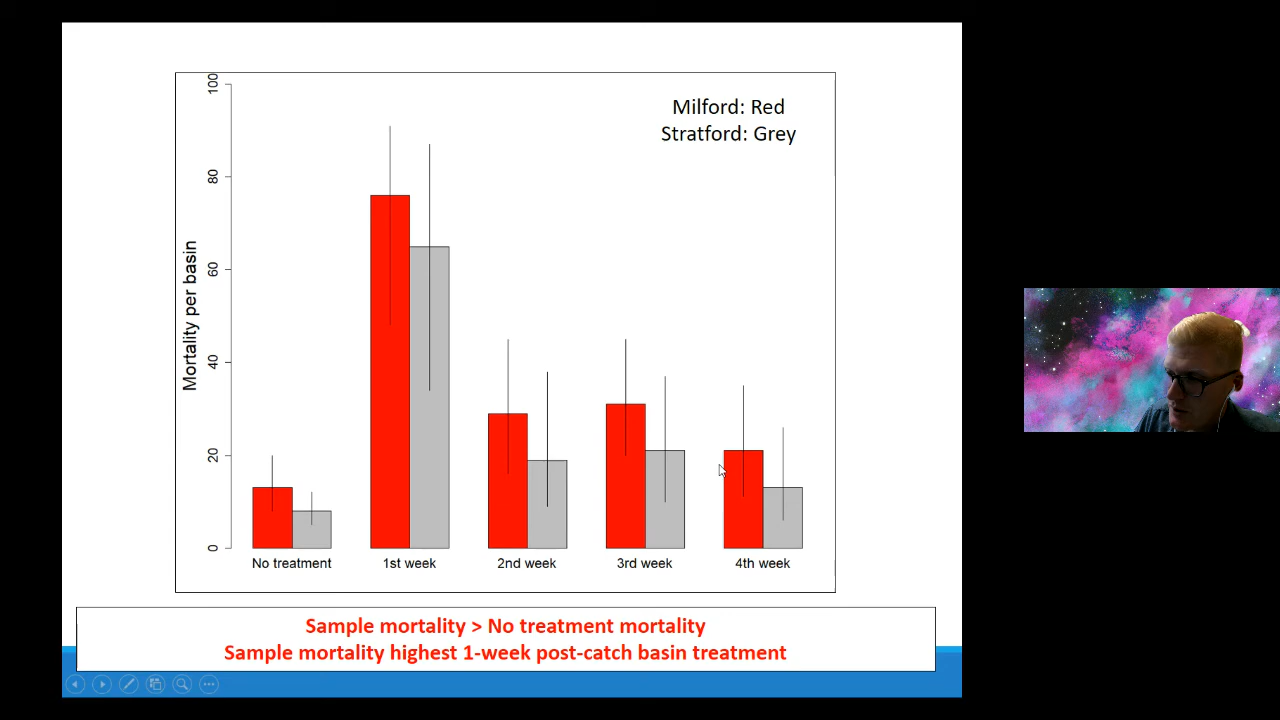 Milford: Red
Stratford: Grey
Mortality per basin
100
80
60
40
20
0
No treatment
1st week
2nd week
3rd week
4th week
Sample mortality > No treatment mortality
Sample mortality highest 1-week post-catch basin treatment